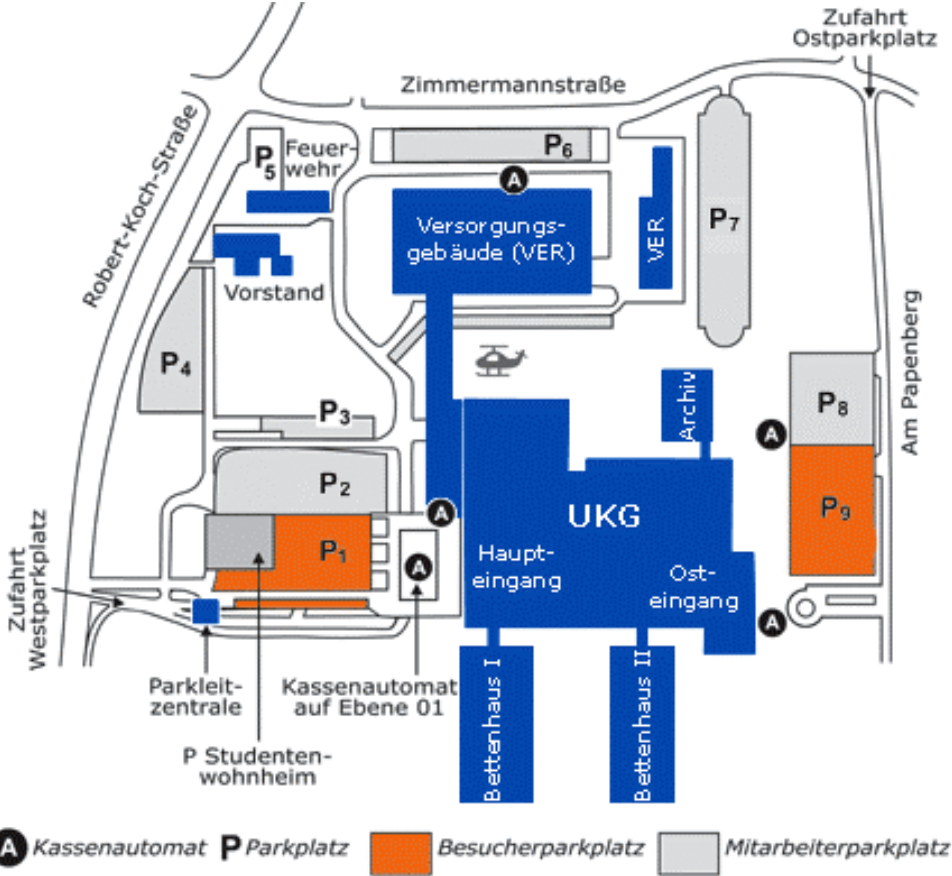 Zufahrt
Ostparkplatz
Zimmermannstraße
Robert-Koch-Straße
P5
Feuer-
wehr
P6
A
Versorgungs-
gebäude (VER)
VER
P7
Vorstand
P4
Am Papenberg
P3
Archiv
P8
A
P2
A
UKG
P9
P1
Haupt-
eingang
A
Ost-
eingang
A
Zufahrt
Westparkplatz
Parkleit-
zentrale
Kassenautomat
auf Ebene 01
Bettenhaus I
Bettenhaus II
P Studenten-
wohnheim
A Kassenautomat P Parkplatz Besucherparkplatz Mitarbeiterparkplatz